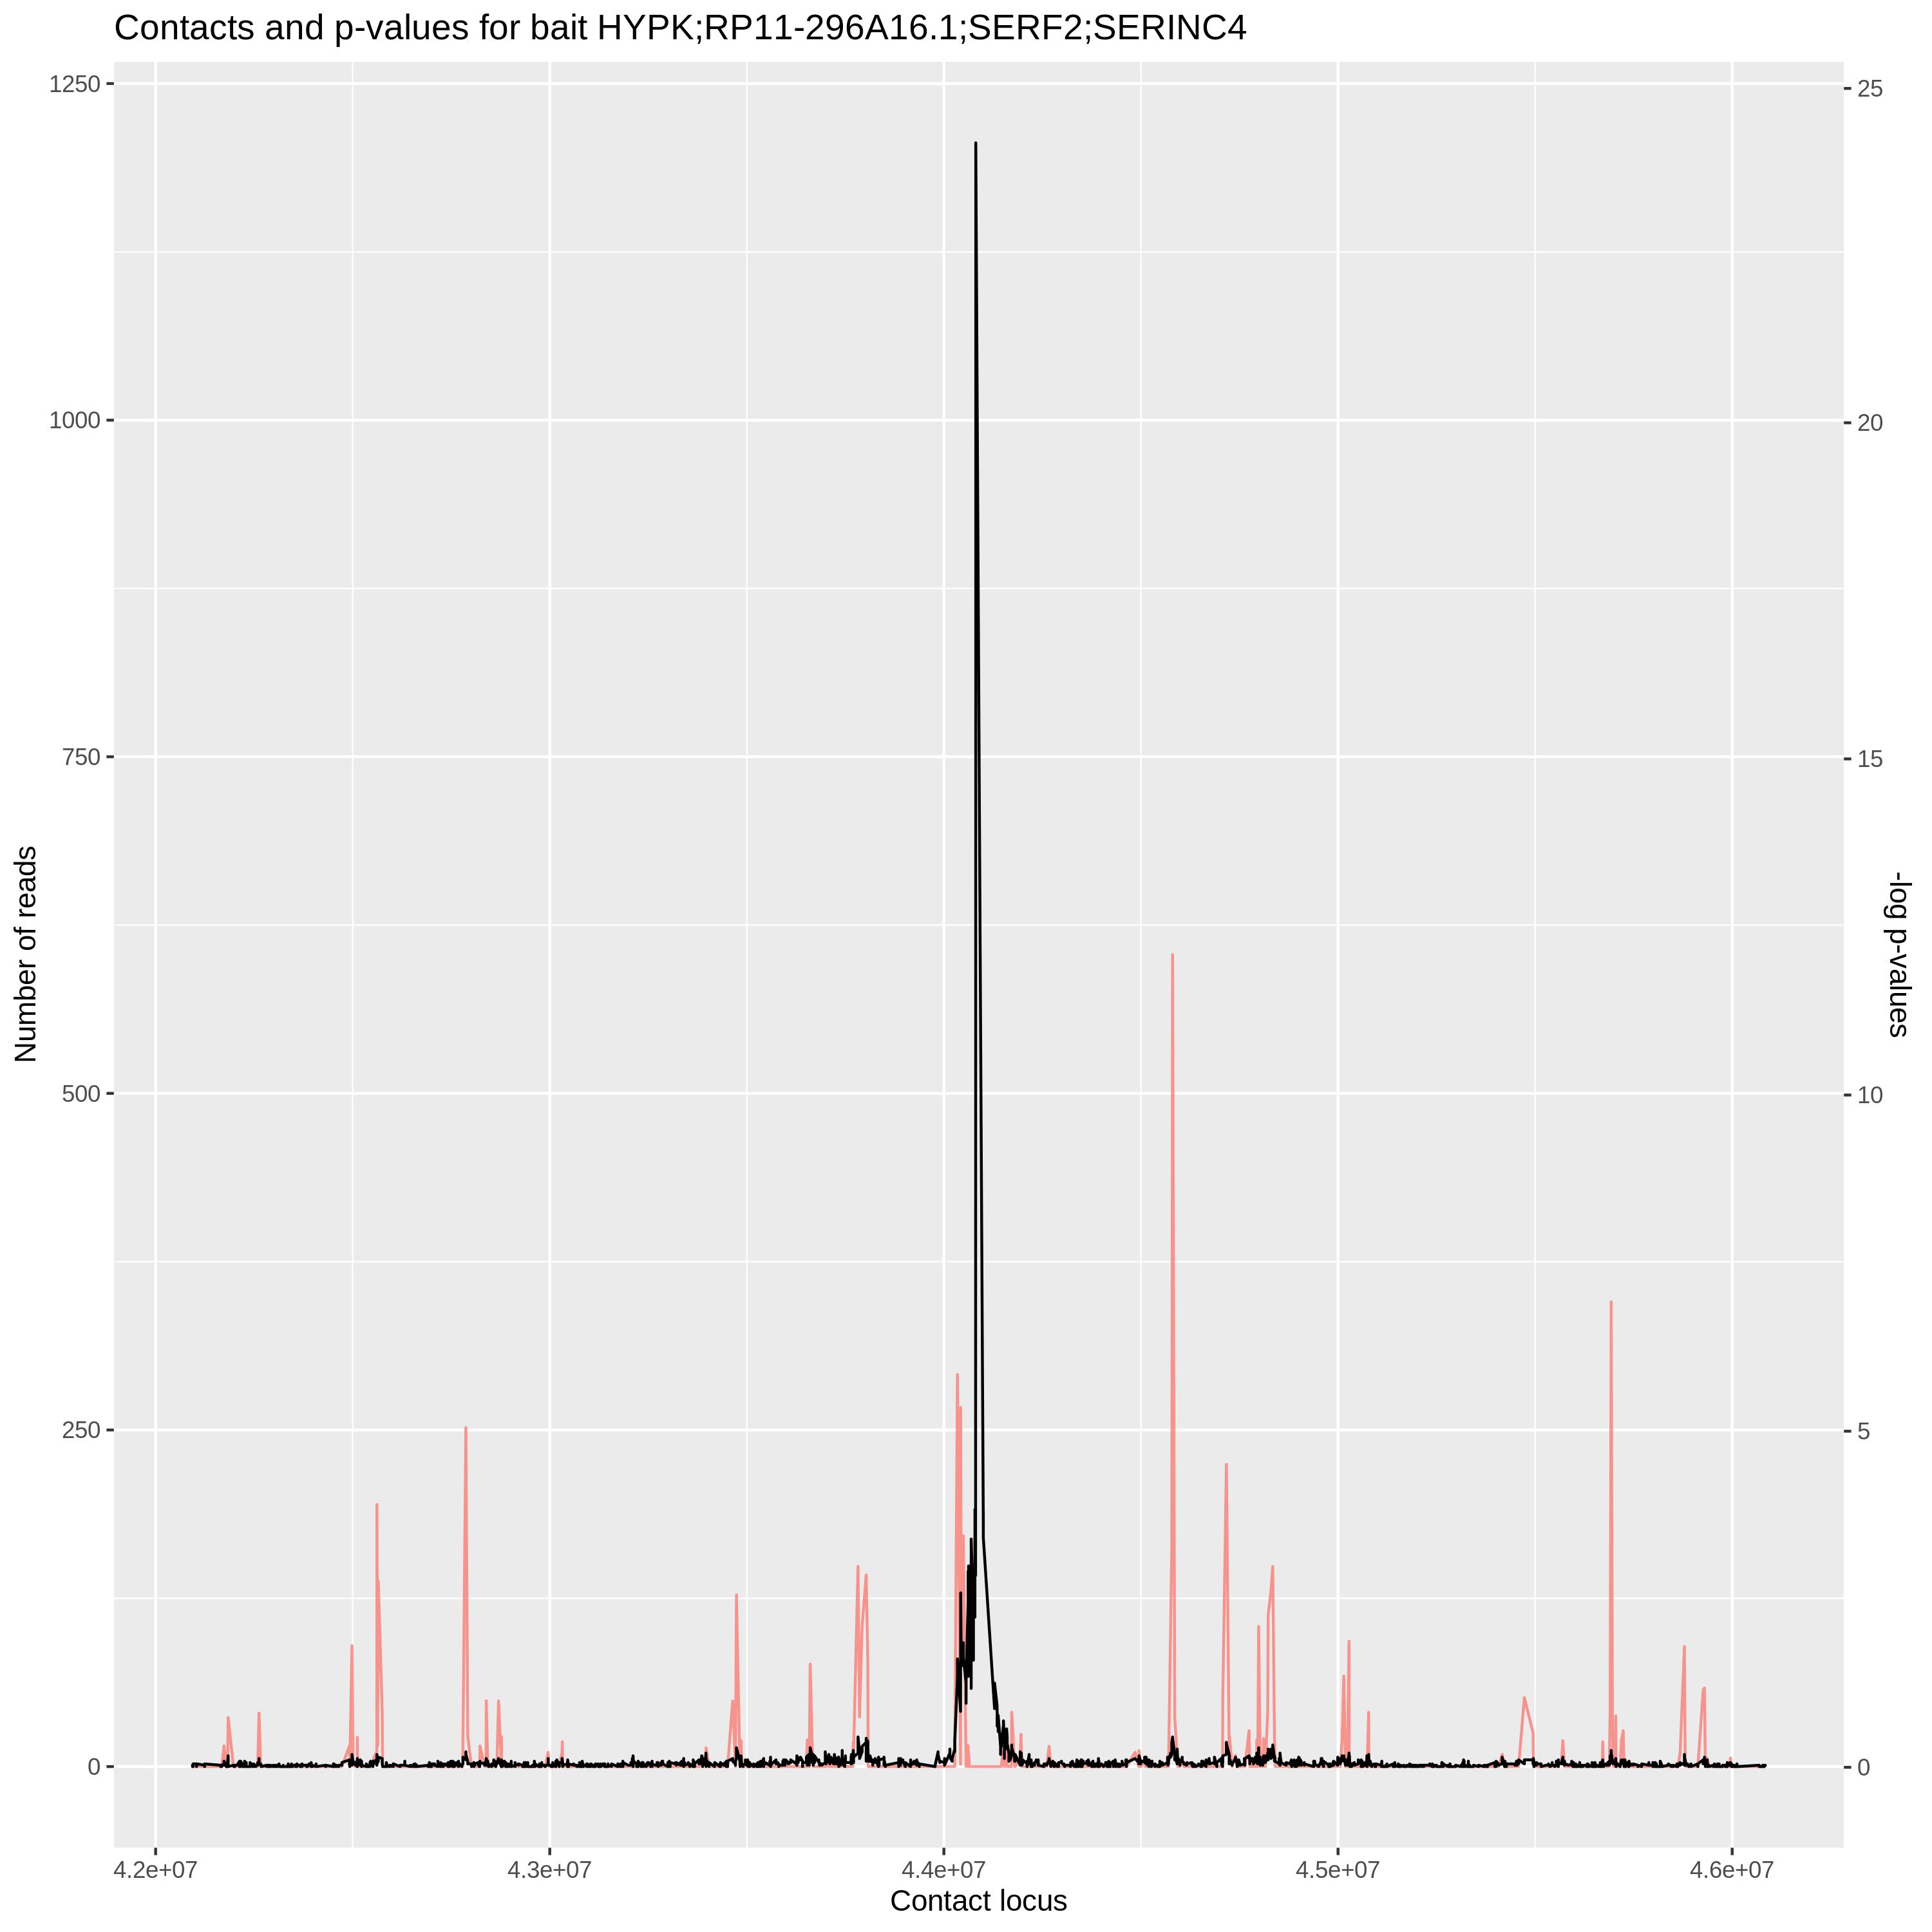 Contacts and p-values for bait HYPK;RP11-296A16.1;SERF2;SERINC4
1250
1000
750
500
250
0
Number of reads
25
20
15
10
5
0
-log p-values
4.2e+07
4.3e+07
4.4e+07
4.5e+07
4.6e+07
Contact locus